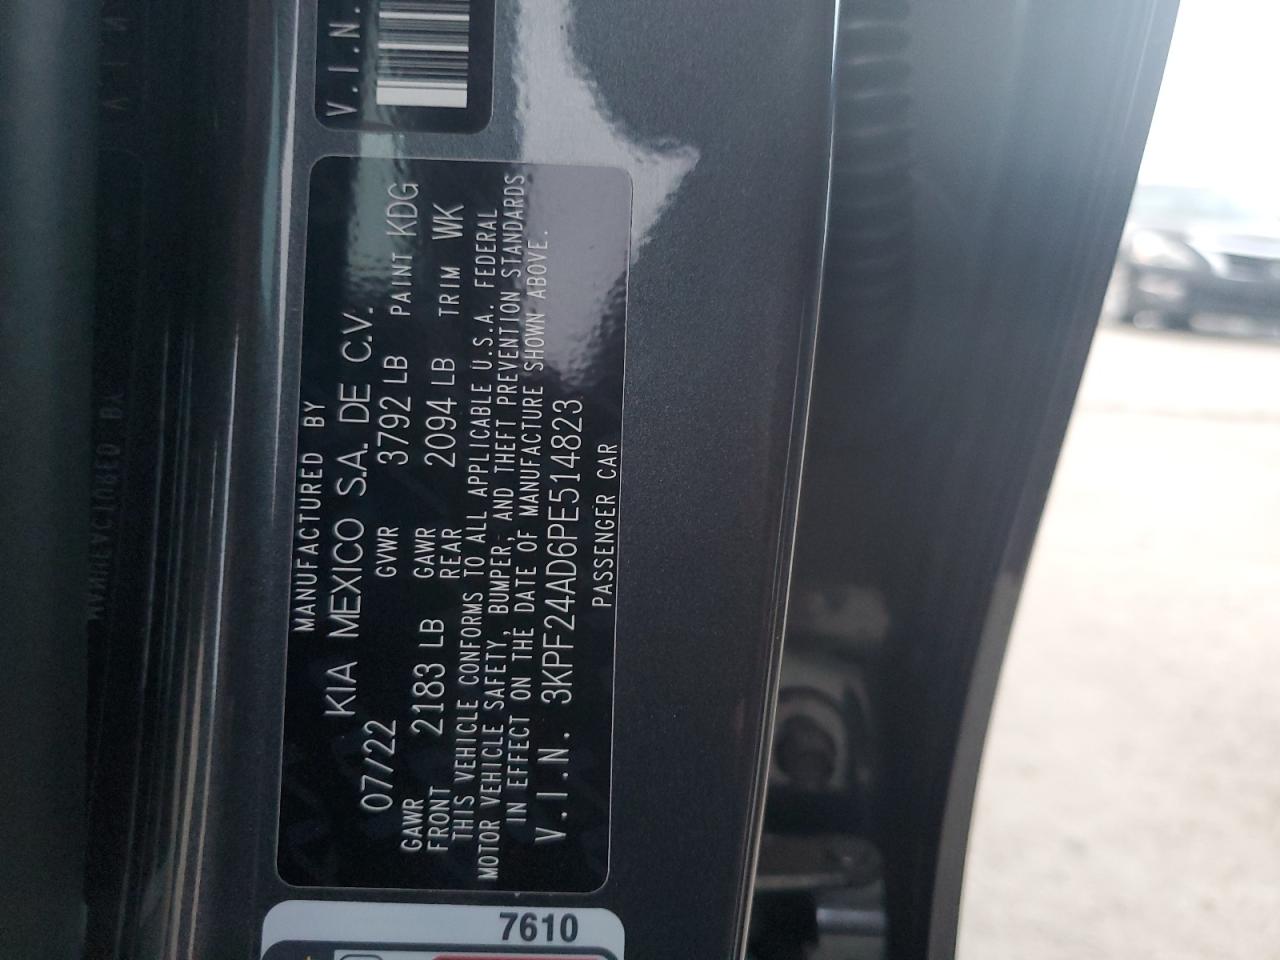 V.I.N.
MANUFACTURED BY
KIA MEXICO S.A. DE C.V.
07/22 GVWR 3792 LB PAINT KDG
GAWR FRONT 2183 LB GAWR REAR 2094 LB TRIM WK
THIS VEHICLE CONFORMS TO ALL APPLICABLE U.S.A. FEDERAL
MOTOR VEHICLE SAFETY, BUMPER, AND THEFT PREVENTION STANDARDS
IN EFFECT ON THE DATE OF MANUFACTURE SHOWN ABOVE.
V.I.N. 3KPF24AD6PE514823
PASSENGER CAR
7610